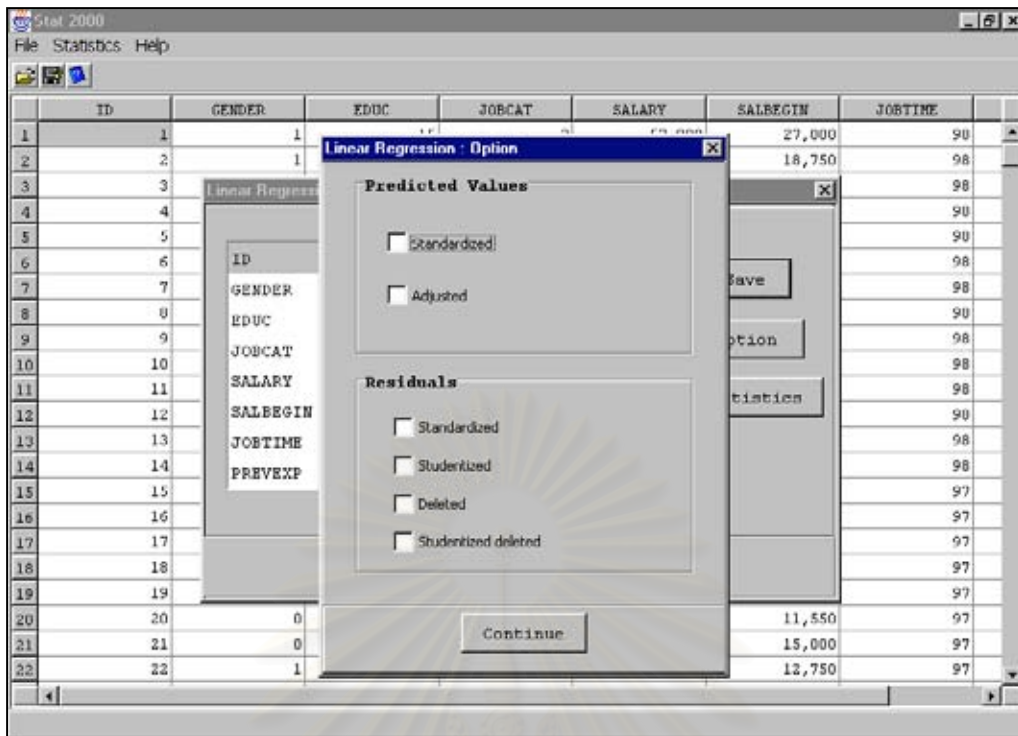 Stat 2000
File Statistics Help
ID GENDER EDUC JOBCAT SALARY SALBEGIN JOBTIME
1 1 1 27,000 98
2 2 1 18,750 98
3 3 98
4 4 98
5 5 98
6 6 98
7 7 98
8 8 98
9 9 98
10 10 98
11 11 98
12 12 98
13 13 98
14 14 98
15 15 97
16 16 97
17 17 97
18 18 97
19 19 97
20 20 0 11,550 97
21 21 0 15,000 97
22 22 1 12,750 97
Linear Regressi
ID
GENDER
EDUC
JOBCAT
SALARY
SALBEGIN
JOBTIME
PREVEXP
Save
ption
tistics
Linear Regression : Option
Predicted Values
Standardized
Adjusted
Residuals
Standardized
Studentized
Deleted
Studentized deleted
Continue